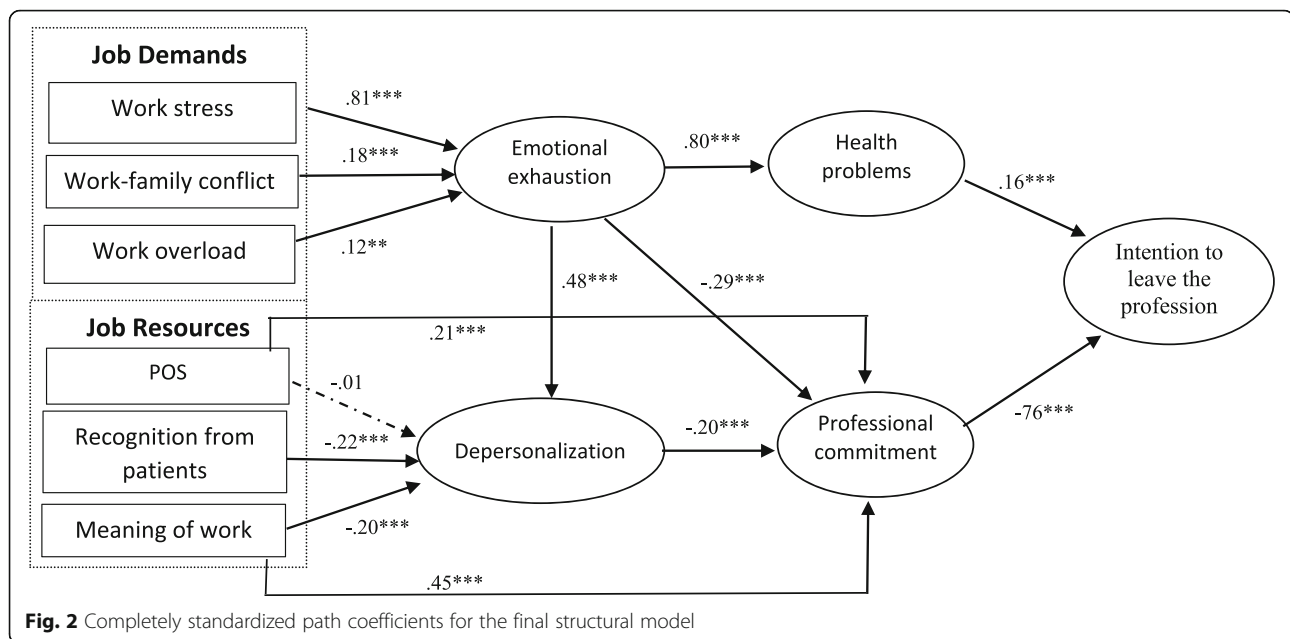 Job Demands
Work stress
Work-family conflict
Work overload
Job Resources
POS
Recognition from
patients
Meaning of work
.81***
.18***
.12**
Emotional
exhaustion
.80***
Health
problems
.16***
Intention to
leave the
profession
.48***
-.29***
.21***
-.01
-.22***
-.20***
Depersonalization
-.20***
Professional
commitment
-76***
.45***
Fig. 2 Completely standardized path coefficients for the final structural model